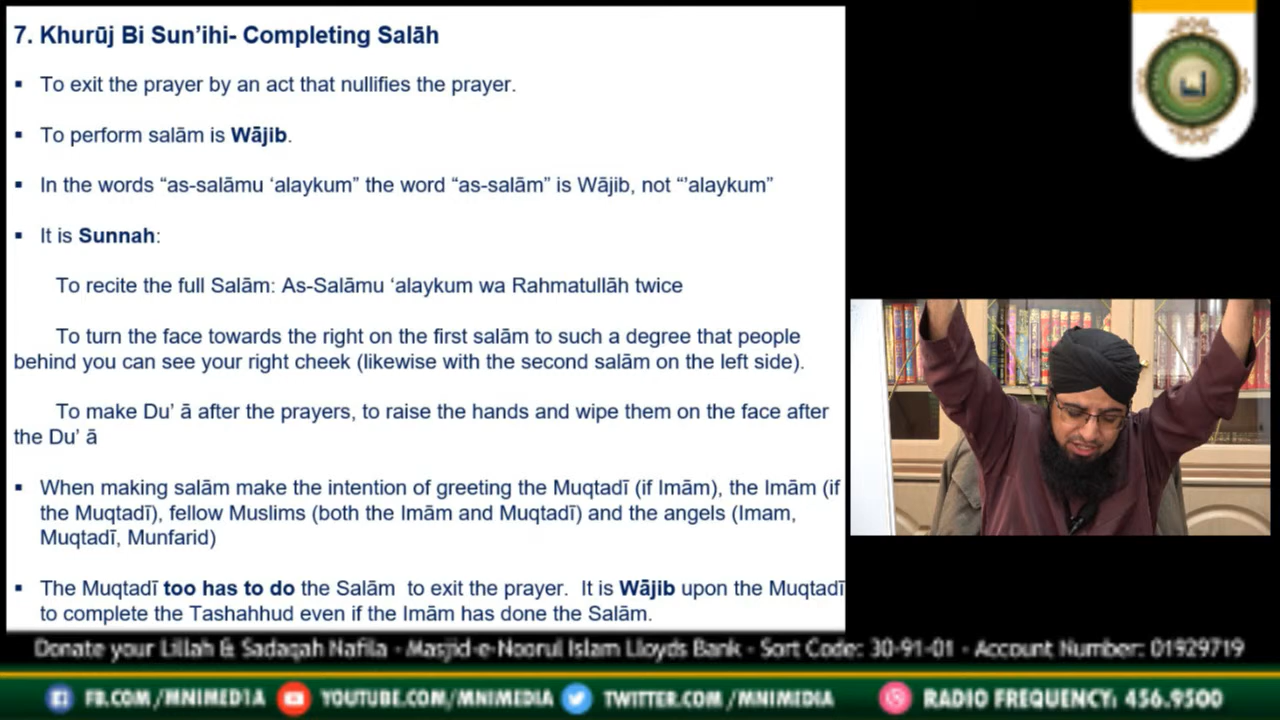 7. Khurūj Bi Sun’ihi- Completing Salāh
▪ To exit the prayer by an act that nullifies the prayer.
▪ To perform salām is Wājib.
▪ In the words “as-salāmu ‘alaykum” the word “as-salām” is Wājib, not “’alaykum”
▪ It is Sunnah:
To recite the full Salām: As-Salāmu ‘alaykum wa Rahmatullāh twice
To turn the face towards the right on the first salām to such a degree that people
behind you can see your right cheek (likewise with the second salām on the left side).
To make Du’ ā after the prayers, to raise the hands and wipe them on the face after
the Du’ ā
▪ When making salām make the intention of greeting the Muqtadī (if Imām), the Imām (if
the Muqtadī), fellow Muslims (both the Imām and Muqtadī) and the angels (Imam,
Muqtadī, Munfarid)
▪ The Muqtadī too has to do the Salām to exit the prayer. It is Wājib upon the Muqtadī
to complete the Tashahhud even if the Imām has done the Salām.
Donate your Lillah & Sadaqah Nafila - Masjid-e-Noorul Islam Lloyds Bank - Sort Code: 30-91-01 - Account Number: 01929719
FB.COM/MNIMEDIA YOUTUBE.COM/MNIMEDIA TWITTER.COM/MNIMEDIA RADIO FREQUENCY: 456.9500